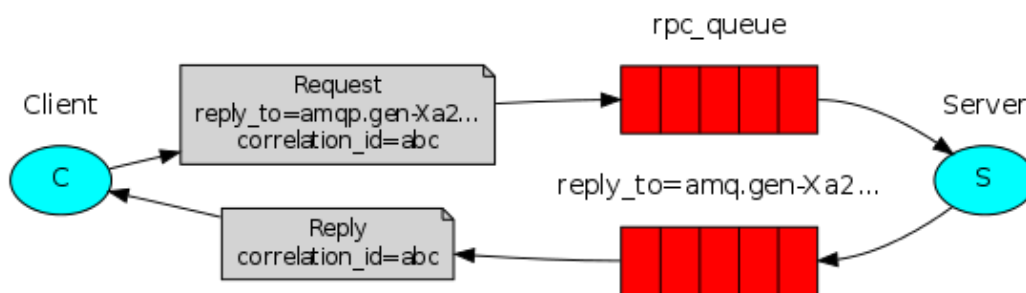 rpc_queue
Client
Request
reply_to=amqp.gen-Xa2...
correlation_id=abc
Server
C
S
reply_to=amq.gen-Xa2...
Reply
correlation_id=abc